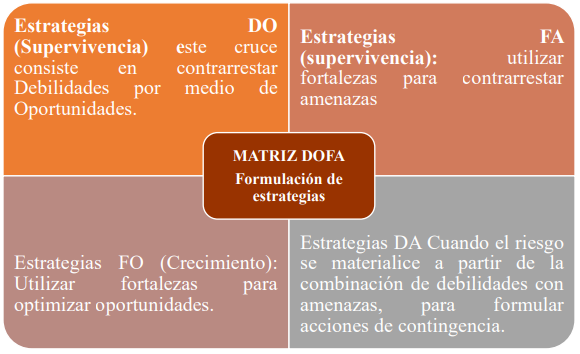 Estrategias DO
(Supervivencia) este cruce
consiste en contrarrestar
Debilidades por medio de
Oportunidades.
Estrategias FA
(supervivencia): utilizar
fortalezas para contrarrestar
amenazas
MATRIZ DOFA
Formulación de
estrategias
Estrategias FO (Crecimiento):
Utilizar fortalezas para
optimizar oportunidades.
Estrategias DA Cuando el riesgo
se materialice a partir de la
combinación de debilidades con
amenazas, para formular
acciones de contingencia.